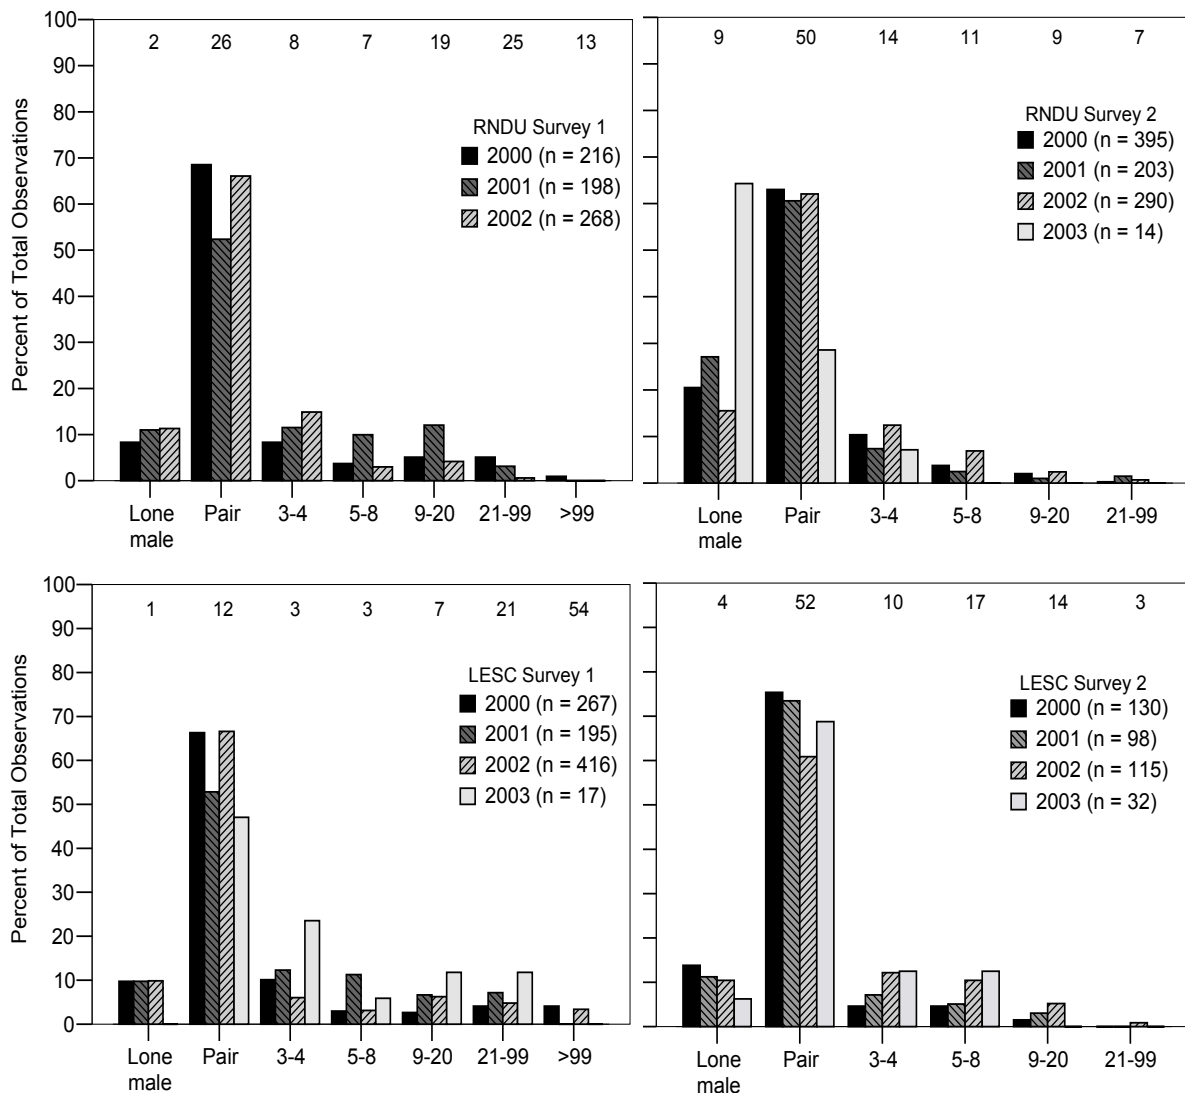 Percent of Total Observations
100
90
80
70
60
50
40
30
20
10
0
2 26 8 7 19 25 13
RNDU Survey 1
2000 (n = 216)
2001 (n = 198)
2002 (n = 268)
Lone male Pair 3-4 5-8 9-20 21-99 >99
9 50 14 11 9 7
RNDU Survey 2
2000 (n = 395)
2001 (n = 203)
2002 (n = 290)
2003 (n = 14)
Lone male Pair 3-4 5-8 9-20 21-99
Percent of Total Observations
100
90
80
70
60
50
40
30
20
10
0
1 12 3 3 7 21 54
LESC Survey 1
2000 (n = 267)
2001 (n = 195)
2002 (n = 416)
2003 (n = 17)
Lone male Pair 3-4 5-8 9-20 21-99 >99
4 52 10 17 14 3
LESC Survey 2
2000 (n = 130)
2001 (n = 98)
2002 (n = 115)
2003 (n = 32)
Lone male Pair 3-4 5-8 9-20 21-99